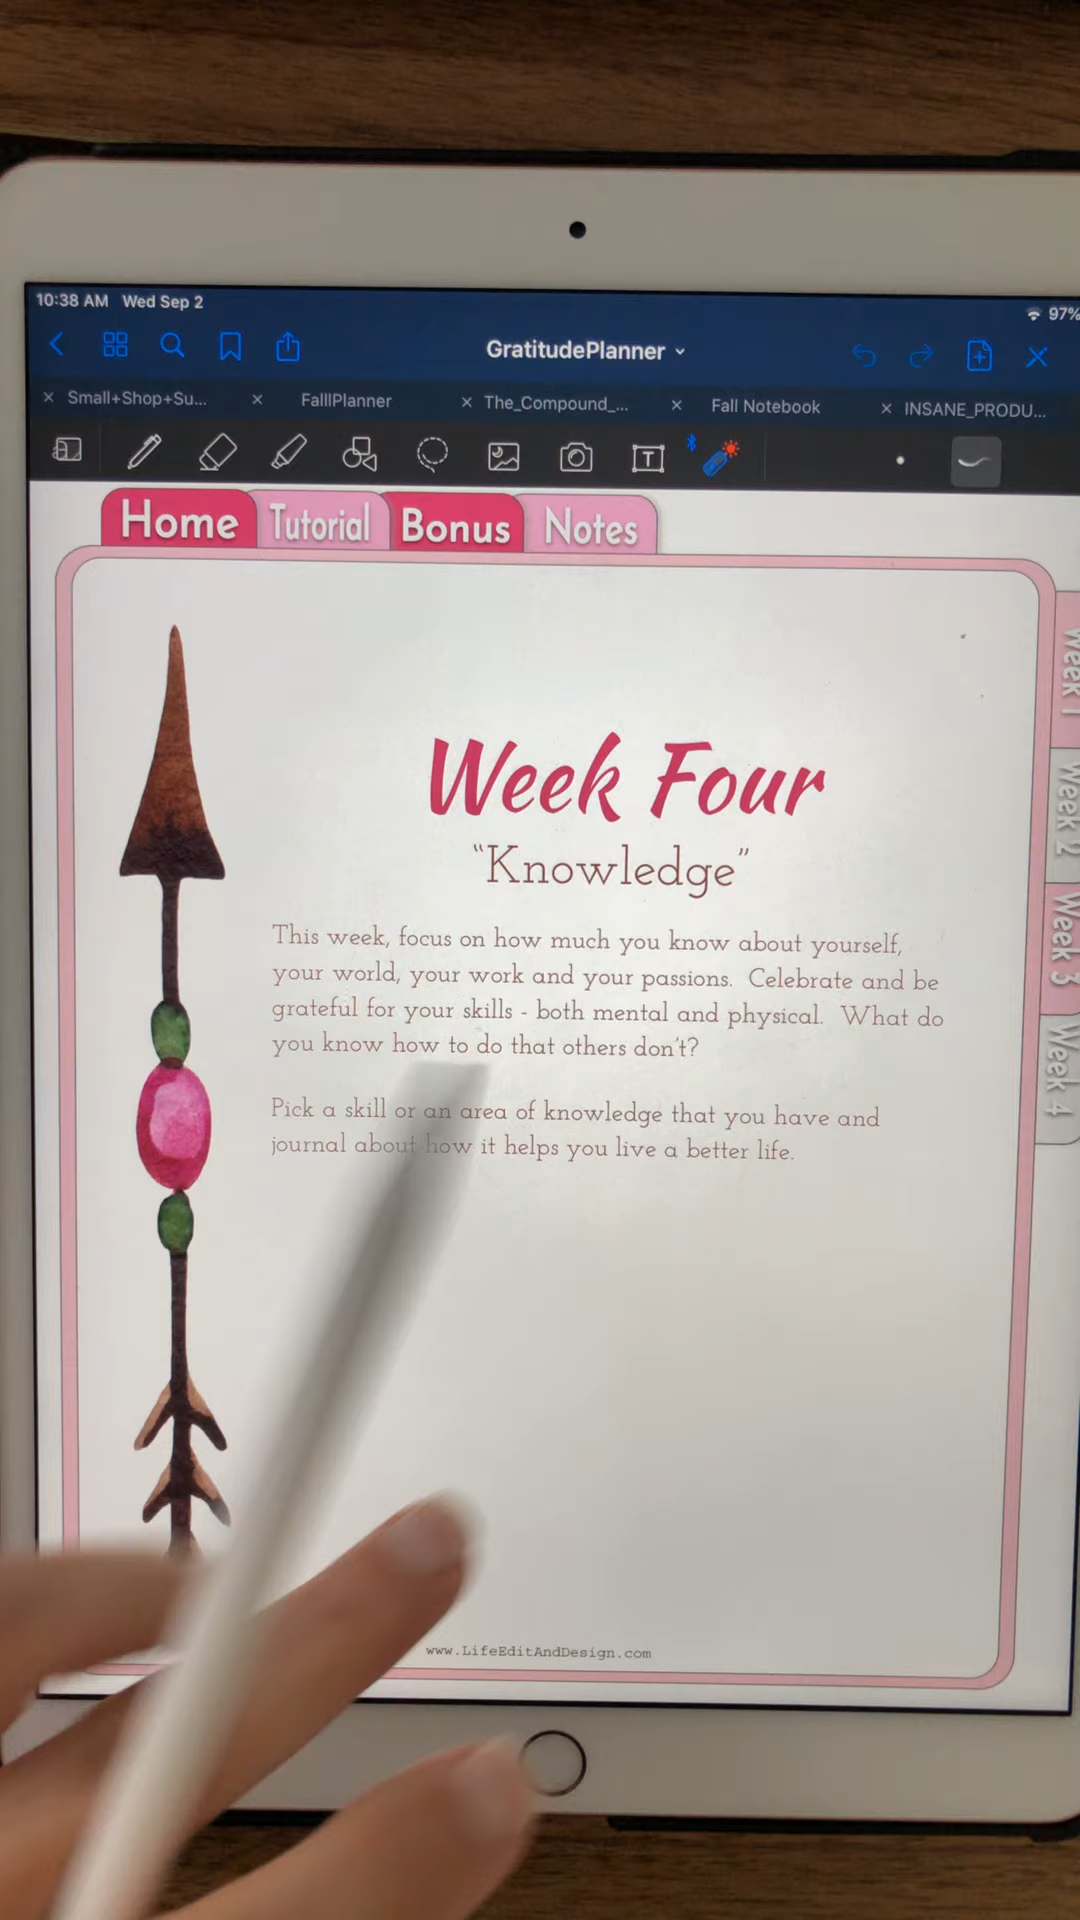 10:38 AM Wed Sep 2
97%
GratitudePlanner
Small+Shop+Su...
FalllPlanner
The_Compound_...
Fall Notebook
INSANE_PRODU...
T
Home
Tutorial
Bonus
Notes
Week 1
Week 2
Week 3
Week 4
Week Four
“Knowledge”
This week, focus on how much you know about yourself,
your world, your work and your passions. Celebrate and be
grateful for your skills - both mental and physical. What do
you know how to do that others don't?
Pick a skill or an area of knowledge that you have and
journal about how it helps you live a better life.
www.LifeEditAndDesign.com